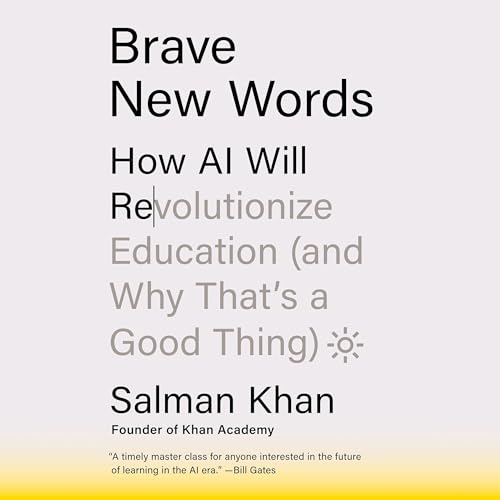 Brave
New Words
How AI Will
Revolutionize
Education (and
Why That's a
Good Thing)
Salman Khan
Founder of Khan Academy
"A timely master class for anyone interested in the future
of learning in the AI era." —Bill Gates